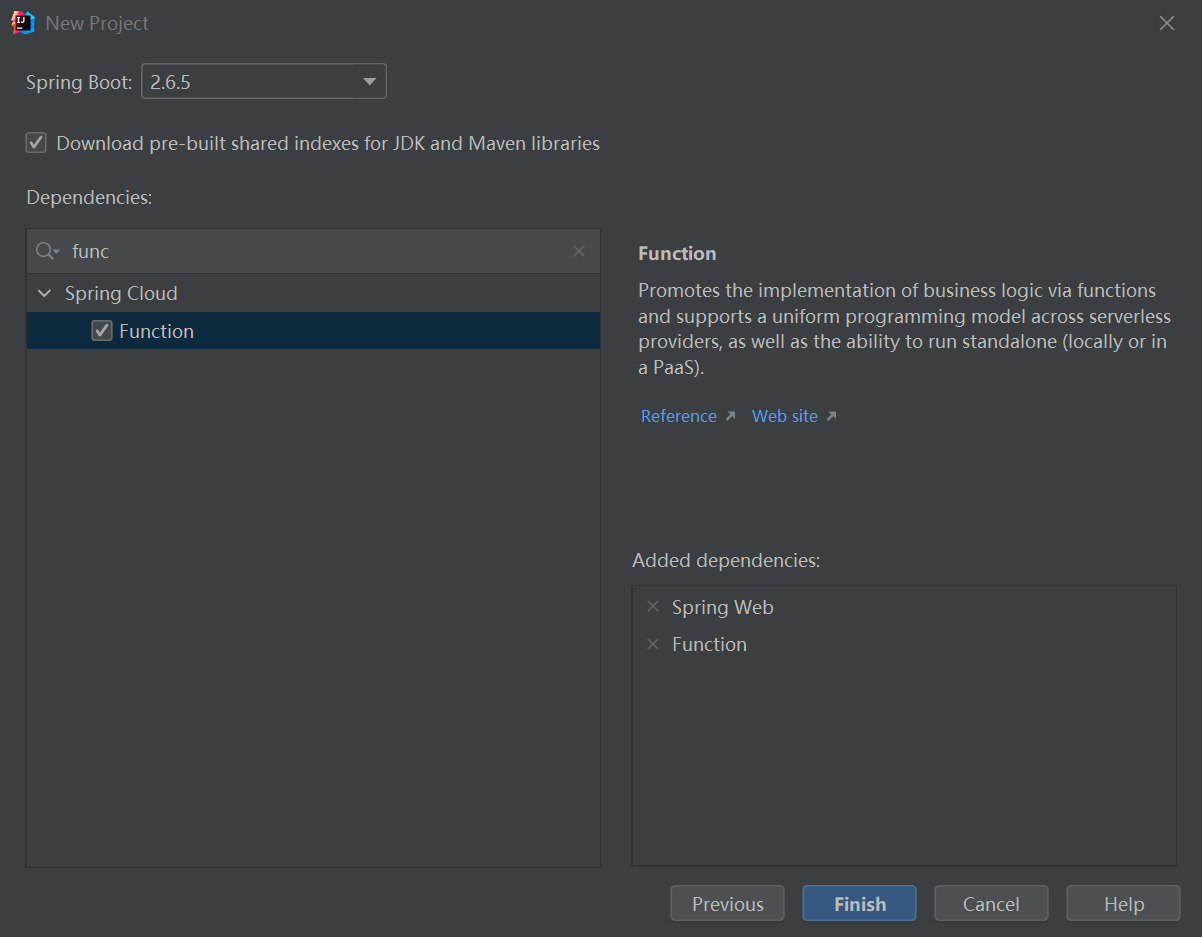 New Project
Spring Boot: 2.6.5
Download pre-built shared indexes for JDK and Maven libraries
Dependencies:
func
Spring Cloud
Function
Function
Promotes the implementation of business logic via functions
and supports a uniform programming model across serverless
providers, as well as the ability to run standalone (locally or in
a PaaS).
Reference Web site
Added dependencies:
Spring Web
Function
Previous Finish Cancel Help